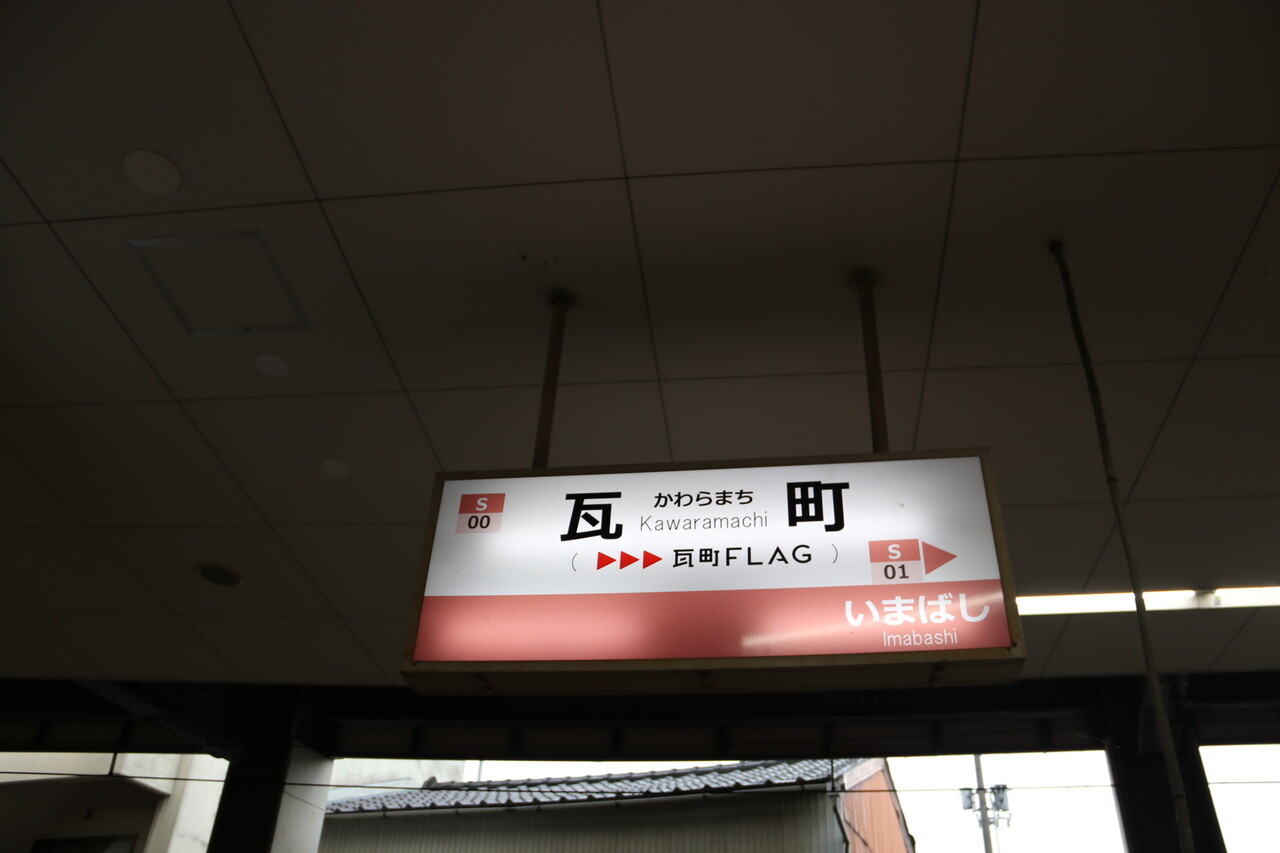 S
00
瓦町
かわらまち
Kawaramachi
( ▶▶▶ 瓦町FLAG )
S
01
いまばし
Imabashi